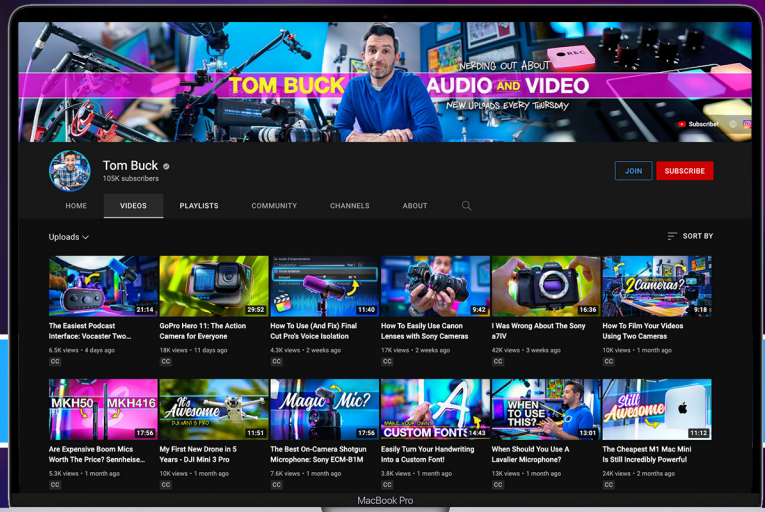 NERDING OUT ABOUT
REC
TOM BUCK AUDIO AND VIDEO
NEW UPLOADS EVERY THURSDAY
Subscribe!
Tom Buck
105K subscribers
JOIN
SUBSCRIBE
HOME
VIDEOS
PLAYLISTS
COMMUNITY
CHANNELS
ABOUT
Uploads
SORT BY
21:14
The Easiest Podcast
Interface: Vocaster Two...
6.5K views • 4 days ago
CC
29:52
GoPro Hero 11: The Action
Camera for Everyone
18K views • 11 days ago
Voice Isolation
Amount
11:40
How To Use (And Fix) Final
Cut Pro's Voice Isolation
4.3K views • 2 weeks ago
CC
9:42
How To Easily Use Canon
Lenses with Sony Cameras
17K views • 2 weeks ago
CC
16:36
I Was Wrong About The Sony
a7IV
42K views • 3 weeks ago
CC
2 Cameras?
9:18
How To Film Your Videos
Using Two Cameras
10K views • 1 month ago
CC
MKH50 MKH416
17:56
Are Expensive Boom Mics
Worth The Price? Sennheise...
5.3K views • 1 month ago
CC
It's
Awesome
DJI MINI 3 PRO
11:51
My First New Drone in 5
Years - DJI Mini 3 Pro
10K views • 1 month ago
CC
Magic Mic?
17:56
The Best On-Camera Shotgun
Microphone: Sony ECM-B1M
7.6K views • 1 month ago
CC
MAKE YOUR OWN
CUSTOM FONTS
14:43
Easily Turn Your Handwriting
Into a Custom Font!
3.8K views • 1 month ago
CC
WHEN
TO USE
THIS?
13:01
When Should You Use A
Lavalier Microphone?
13K views • 1 month ago
CC
Still
Awesome
11:12
The Cheapest M1 Mac Mini
Is Still Incredibly Powerful
24K views • 2 months ago
CC
MacBook Pro